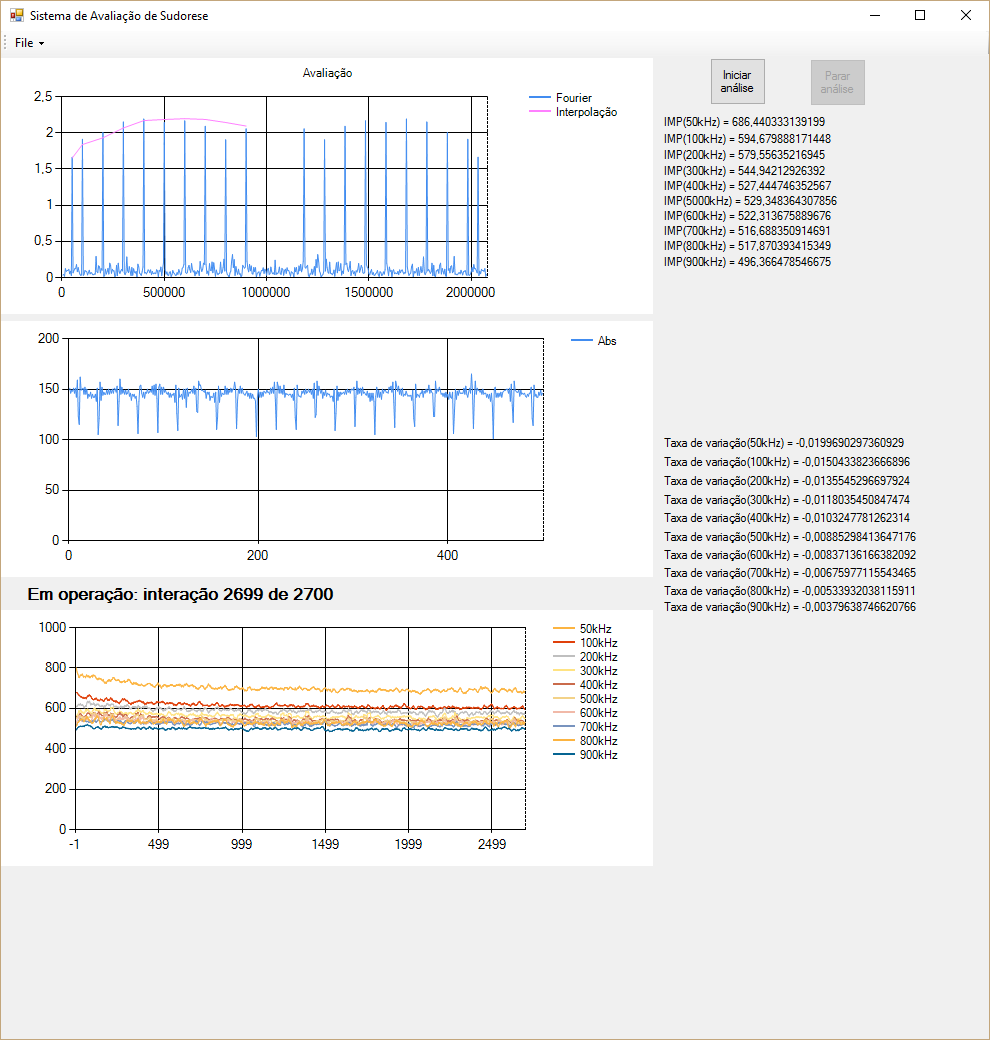 Sistema de Avaliação de Sudorese
File
Avaliação
Fourier
Interpolação
2,5
2
1,5
1
0,5
0
0 500000 1000000 1500000 2000000
Iniciar
análise
Parar
análise
IMP(50kHz) = 686,440333139199
IMP(100kHz) = 594,679888171448
IMP(200kHz) = 579,55635216945
IMP(300kHz) = 544,94212926392
IMP(400kHz) = 527,444746352567
IMP(5000kHz) = 529,348364307856
IMP(600kHz) = 522,313675889676
IMP(700kHz) = 516,688350914691
IMP(800kHz) = 517,870393415349
IMP(900kHz) = 496,366478546675
Abs
200
150
100
50
0
0 200 400
Taxa de variação(50kHz) = -0,0199690297360929
Taxa de variação(100kHz) = -0,0150433823666896
Taxa de variação(200kHz) = -0,0135545296697924
Taxa de variação(300kHz) = -0,0118035450847474
Taxa de variação(400kHz) = -0,0103247781262314
Taxa de variação(500kHz) = -0,00885298413647176
Taxa de variação(600kHz) = -0,00837136166382092
Taxa de variação(700kHz) = -0,00675977115543465
Taxa de variação(800kHz) = -0,00533932038115911
Taxa de variação(900kHz) = -0,00379638746620766
Em operação: interação 2699 de 2700
1000
800
600
400
200
0
-1 499 999 1499 1999 2499
50kHz
100kHz
200kHz
300kHz
400kHz
500kHz
600kHz
700kHz
800kHz
900kHz